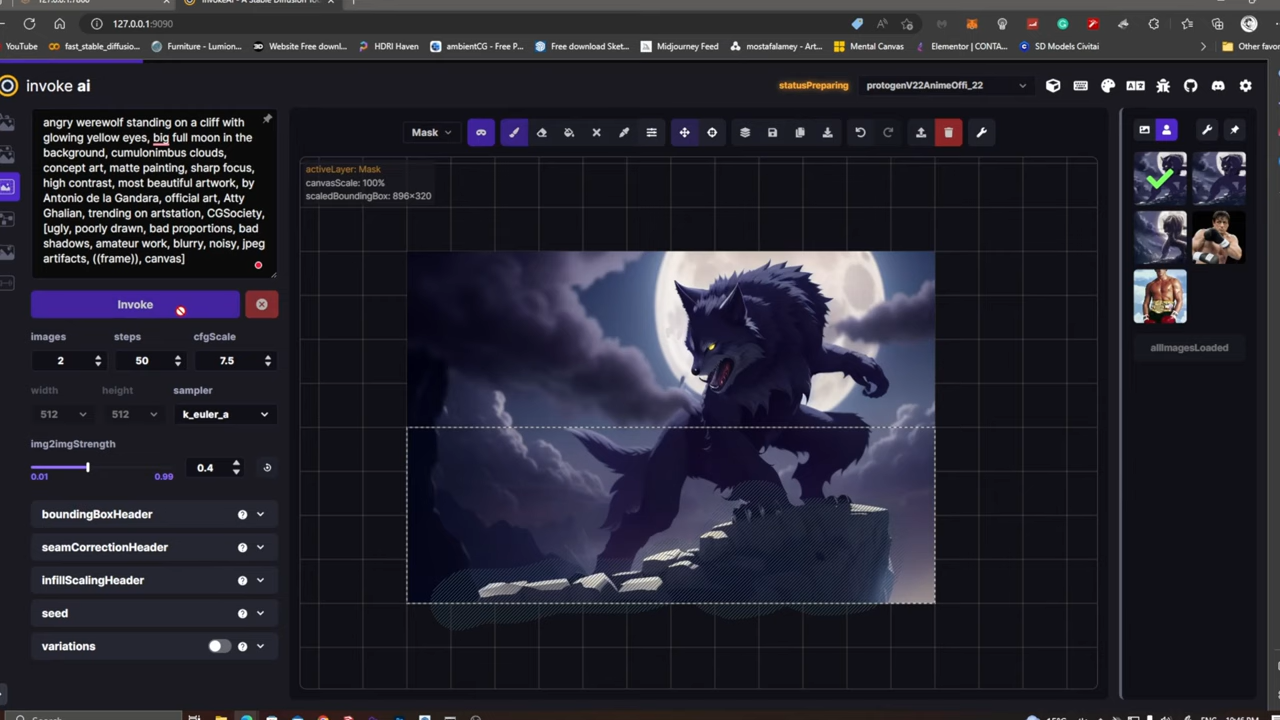 127.0.0.1:9090
YouTube
fast_stable_diffusio...
Furniture - Lumion...
Website Free downl...
HDRI Haven
ambientCG - Free P...
Free download Sket...
Midjourney Feed
mostafalamey - Art...
Mental Canvas
Elementor | CONTA...
SD Models Civitai
Other favor
invoke ai
statusPreparing
protogenV22AnimeOffi_22
angry werewolf standing on a cliff with
glowing yellow eyes, big full moon in the
background, cumulonimbus clouds,
concept art, matte painting, sharp focus,
high contrast, most beautiful artwork, by
Antonio de la Gandara, official art, Atty
Ghalian, trending on artstation, CGSociety,
[ugly, poorly drawn, bad proportions, bad
shadows, amateur work, blurry, noisy, jpeg
artifacts, ((frame)), canvas]
Invoke
images
steps
cfgScale
2
50
7.5
width
height
sampler
512
512
k_euler_a
img2imgStrength
0.4
0.01
0.99
boundingBoxHeader
seamCorrectionHeader
infillScalingHeader
seed
variations
Mask
activeLayer: Mask
canvasScale: 100%
scaledBoundingBox: 896×320
allImagesLoaded
Search